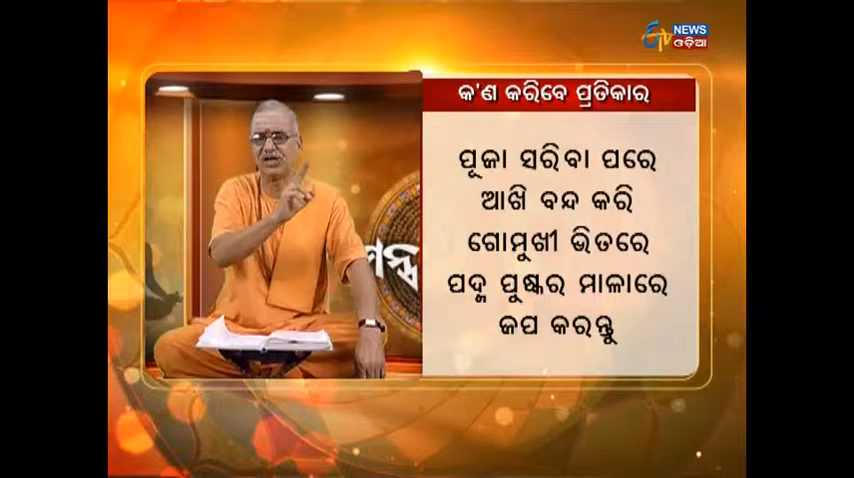 ETV NEWS
ଓଡ଼ିଆ
କ'ଣ କରିବେ ପ୍ରତିକାର
ପୂଜା ସରିବା ପରେ
ଆଖି ବନ୍ଦ କରି
ଗୋମୁଖୀ ଭିତରେ
ପଦ୍ମ ପୁଷ୍କର ମାଳାରେ
ଜପ କରନ୍ତୁ